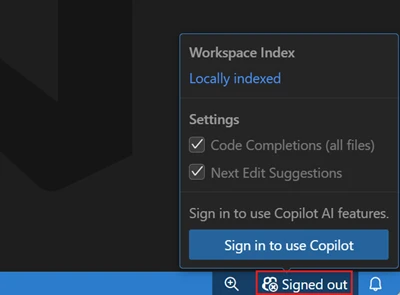 Workspace Index
Locally indexed
Settings
Code Completions (all files)
Next Edit Suggestions
Sign in to use Copilot AI features.
Sign in to use Copilot
Signed out